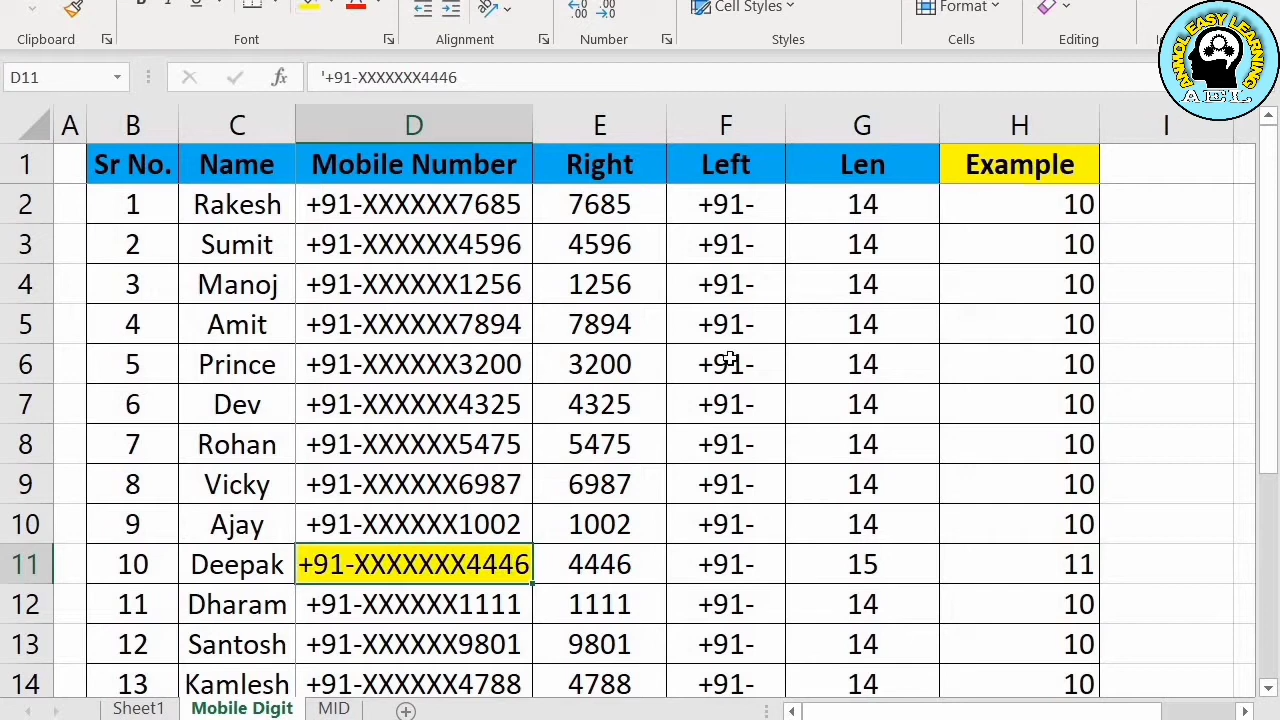 Clipboard Font Alignment Number Cell Styles Styles Format Cells Editing
ANMOL EASY LEARNING
AEL
D11 fx '+91-XXXXXXX4446
A B C D E F G H I
1 Sr No. Name Mobile Number Right Left Len Example
2 1 Rakesh +91-XXXXXX7685 7685 +91- 14 10
3 2 Sumit +91-XXXXXX4596 4596 +91- 14 10
4 3 Manoj +91-XXXXXX1256 1256 +91- 14 10
5 4 Amit +91-XXXXXX7894 7894 +91- 14 10
6 5 Prince +91-XXXXXX3200 3200 +91- 14 10
7 6 Dev +91-XXXXXX4325 4325 +91- 14 10
8 7 Rohan +91-XXXXXX5475 5475 +91- 14 10
9 8 Vicky +91-XXXXXX6987 6987 +91- 14 10
10 9 Ajay +91-XXXXXX1002 1002 +91- 14 10
11 10 Deepak +91-XXXXXXX4446 4446 +91- 15 11
12 11 Dharam +91-XXXXXX1111 1111 +91- 14 10
13 12 Santosh +91-XXXXXX9801 9801 +91- 14 10
14 13 Kamlesh +91-XXXXXX4788 4788 +91- 14 10
Sheet1 Mobile Digit MID